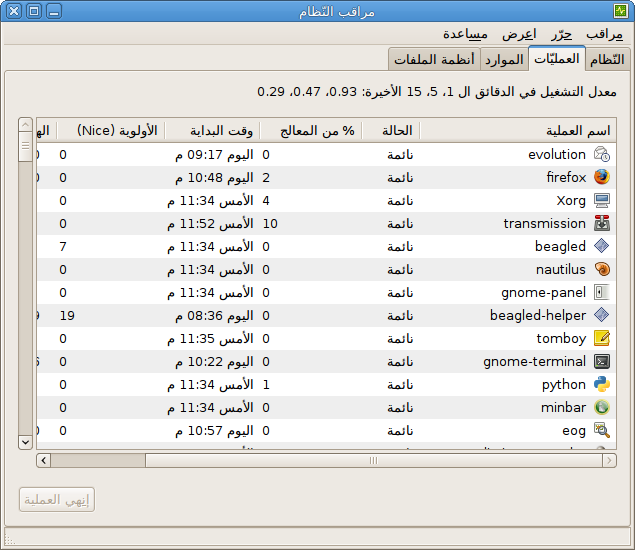 مراقب النّظام
مراقب حرّر اعرض مساعدة
النّظام العمليّات الموارد أنظمة الملفات
معدل التشغيل في الدقائق ال 1، 5، 15 الأخيرة: 0.93، 0.47، 0.29
اسم العملية الحالة % من المعالج وقت البداية الأولوية (Nice) اله
evolution نائمة 0 اليوم 09:17 م 0
firefox نائمة 2 اليوم 10:48 م 0
Xorg نائمة 4 الأمس 11:34 م 0
transmission نائمة 10 الأمس 11:52 م 0
beagled نائمة 0 الأمس 11:34 م 7
nautilus نائمة 0 الأمس 11:34 م 0
gnome-panel نائمة 0 الأمس 11:34 م 0
beagled-helper نائمة 0 اليوم 08:36 م 19
tomboy نائمة 0 الأمس 11:35 م 0
gnome-terminal نائمة 0 اليوم 10:22 م 0
python نائمة 1 الأمس 11:34 م 0
minbar نائمة 0 الأمس 11:34 م 0
eog نائمة 0 اليوم 10:57 م 0
إنهي العملية